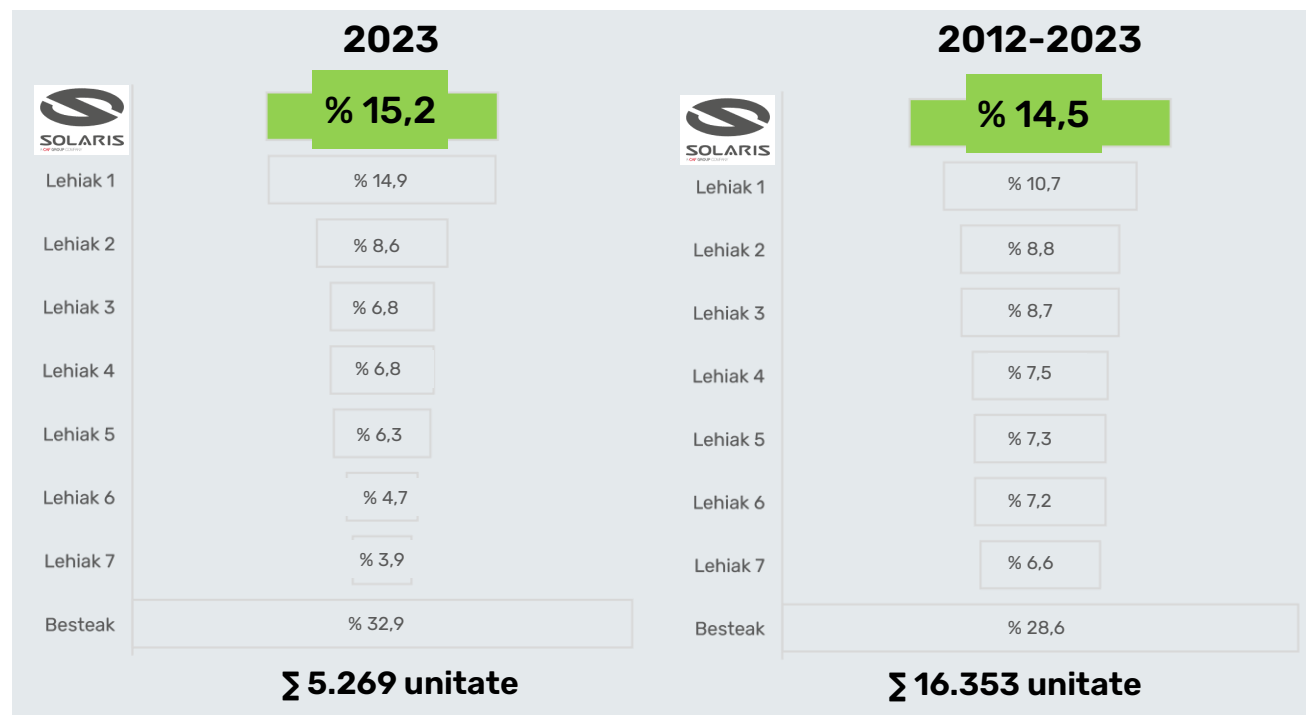 2023
SOLARIS
% 15,2
Lehiak 1
% 14,9
Lehiak 2
% 8,6
Lehiak 3
% 6,8
Lehiak 4
% 6,8
Lehiak 5
% 6,3
Lehiak 6
% 4,7
Lehiak 7
% 3,9
Besteak
% 32,9
∑ 5.269 unitate
2012-2023
SOLARIS
% 14,5
Lehiak 1
% 10,7
Lehiak 2
% 8,8
Lehiak 3
% 8,7
Lehiak 4
% 7,5
Lehiak 5
% 7,3
Lehiak 6
% 7,2
Lehiak 7
% 6,6
Besteak
% 28,6
∑ 16.353 unitate